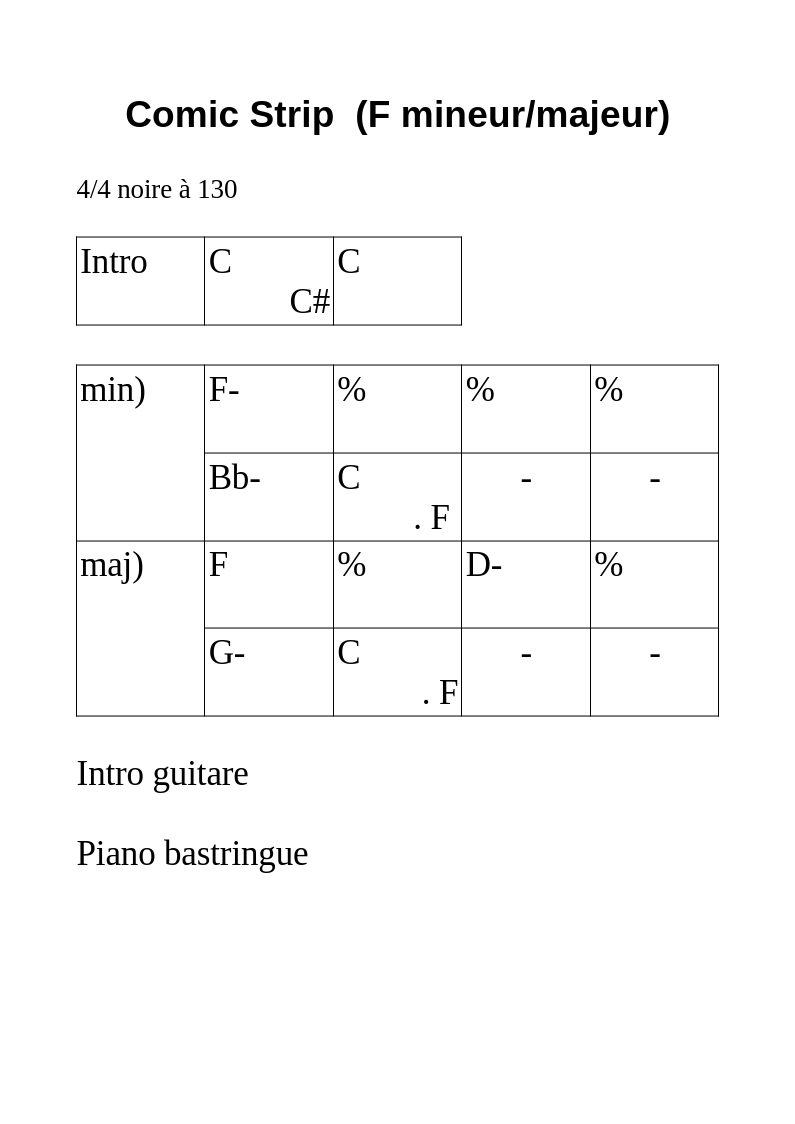 Comic Strip  (F mineur/majeur)
4/4 noire à 130
Intro C C
C#
min) F- % % %
Bb- C - -
. F
maj) F % D- %
G- C - -
. F
Intro guitare
Piano bastringue